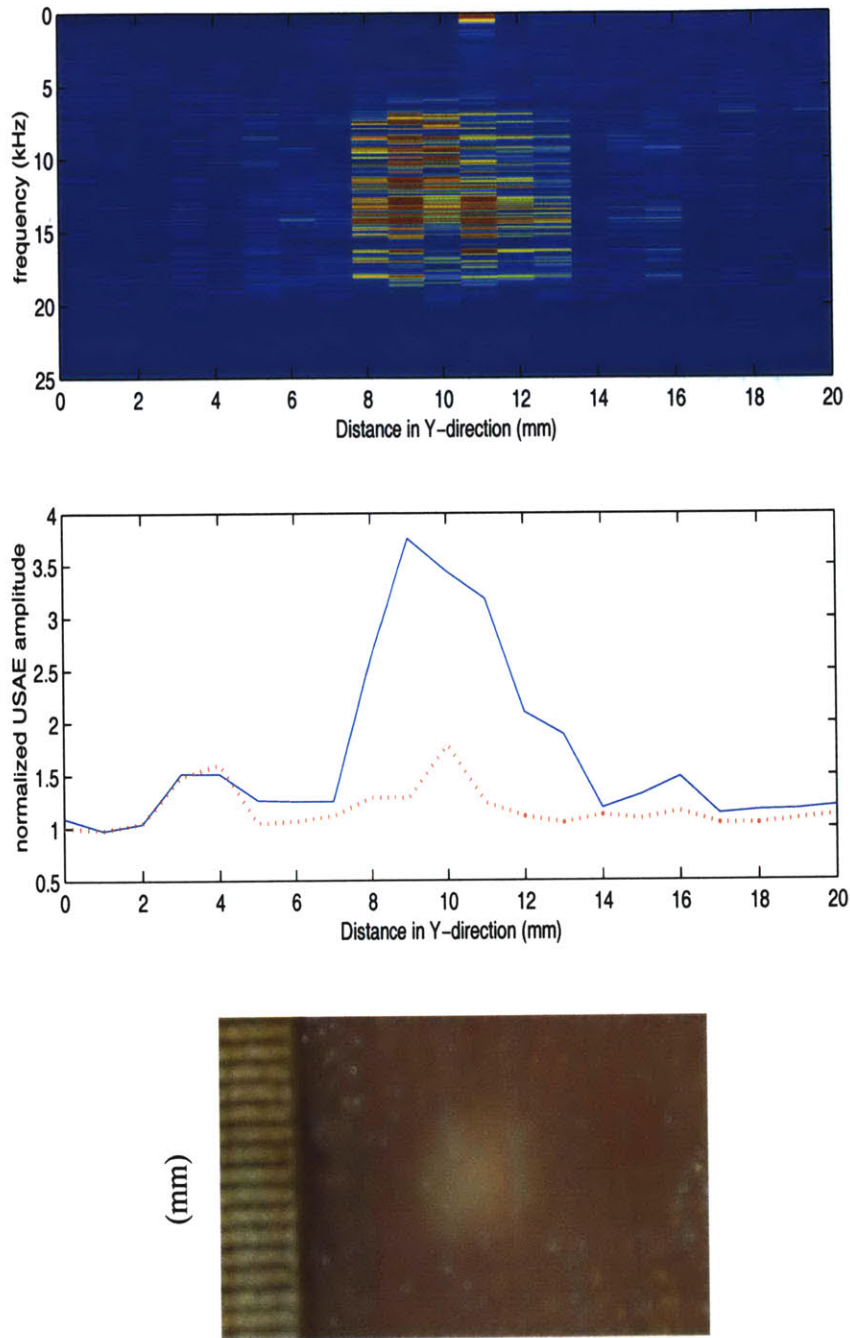 0
5
10
15
20
25
frequency (kHz)
0 2 4 6 8 10 12 14 16 18 20
Distance in Y-direction (mm)
4
3.5
3
2.5
2
1.5
1
0.5
normalized USAE amplitude
0 2 4 6 8 10 12 14 16 18 20
Distance in Y-direction (mm)
(mm)